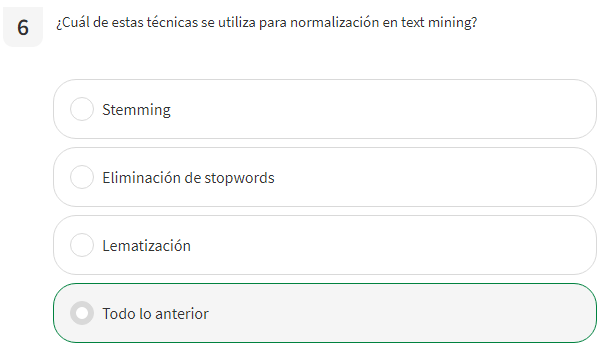 6
¿Cuál de estas técnicas se utiliza para normalización en text mining?
Stemming
Eliminación de stopwords
Lematización
Todo lo anterior